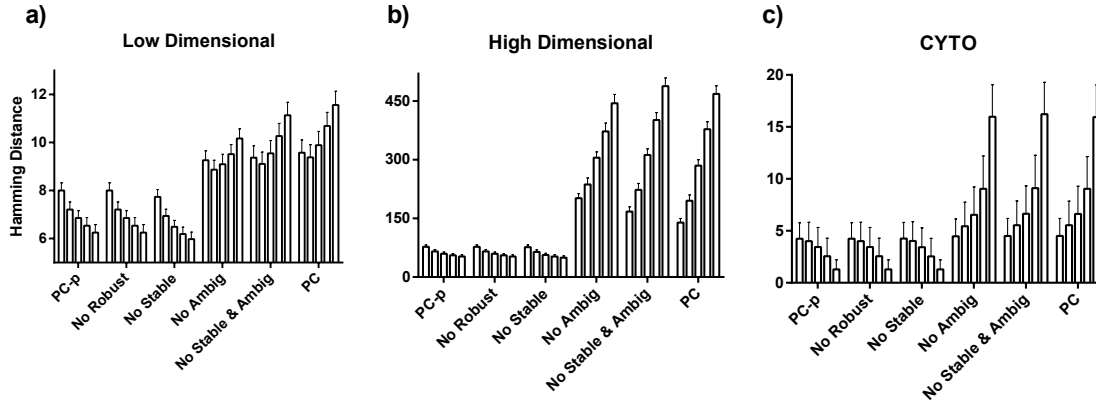 a)
Low Dimensional
Hamming Distance
12
10
8
6
PC-p
No Robust
No Stable
No Ambig
No Stable & Ambig
PC
b)
High Dimensional
450
300
150
0
PC-p
No Robust
No Stable
No Ambig
No Stable & Ambig
PC
c)
CYTO
20
15
10
5
0
PC-p
No Robust
No Stable
No Ambig
No Stable & Ambig
PC